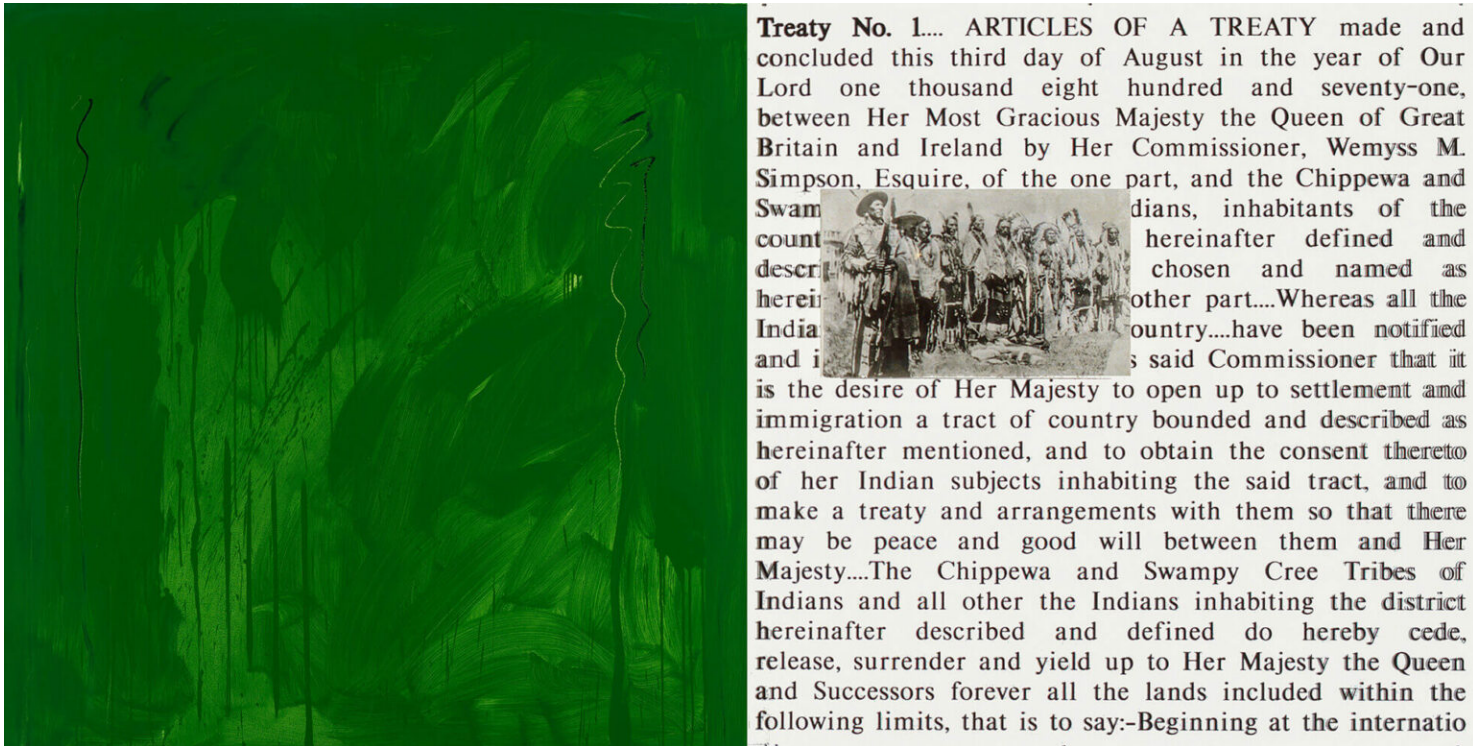 Treaty No. 1.... ARTICLES OF A TREATY made and
concluded this third day of August in the year of Our
Lord one thousand eight hundred and seventy-one,
between Her Most Gracious Majesty the Queen of Great
Britain and Ireland by Her Commissioner, Wemyss M.
Simpson, Esquire, of the one part, and the Chippewa and
Swam dians, inhabitants of the
count hereinafter defined and
descri chosen and named as
herei other part....Whereas all the
India ountry....have been notified
and i s said Commissioner that it
is the desire of Her Majesty to open up to settlement and
immigration a tract of country bounded and described as
hereinafter mentioned, and to obtain the consent thereto
of her Indian subjects inhabiting the said tract, and to
make a treaty and arrangements with them so that there
may be peace and good will between them and Her
Majesty....The Chippewa and Swampy Cree Tribes of
Indians and all other the Indians inhabiting the district
hereinafter described and defined do hereby cede,
release, surrender and yield up to Her Majesty the Queen
and Successors forever all the lands included within the
following limits, that is to say:-Beginning at the internatio